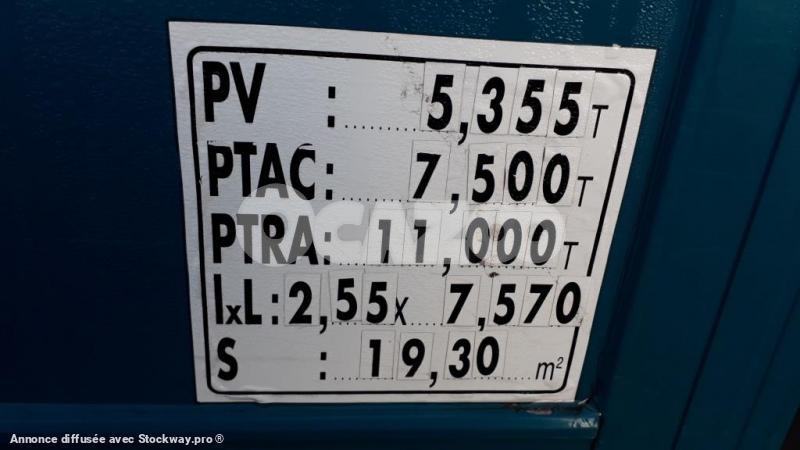 PV : 5,355 T
PTAC : 7,500 T
PTRA : 11,000 T
lxL : 2,55 x 7,570
S : 19,30 m²
OCAZOO
Annonce diffusée avec Stockway.pro®